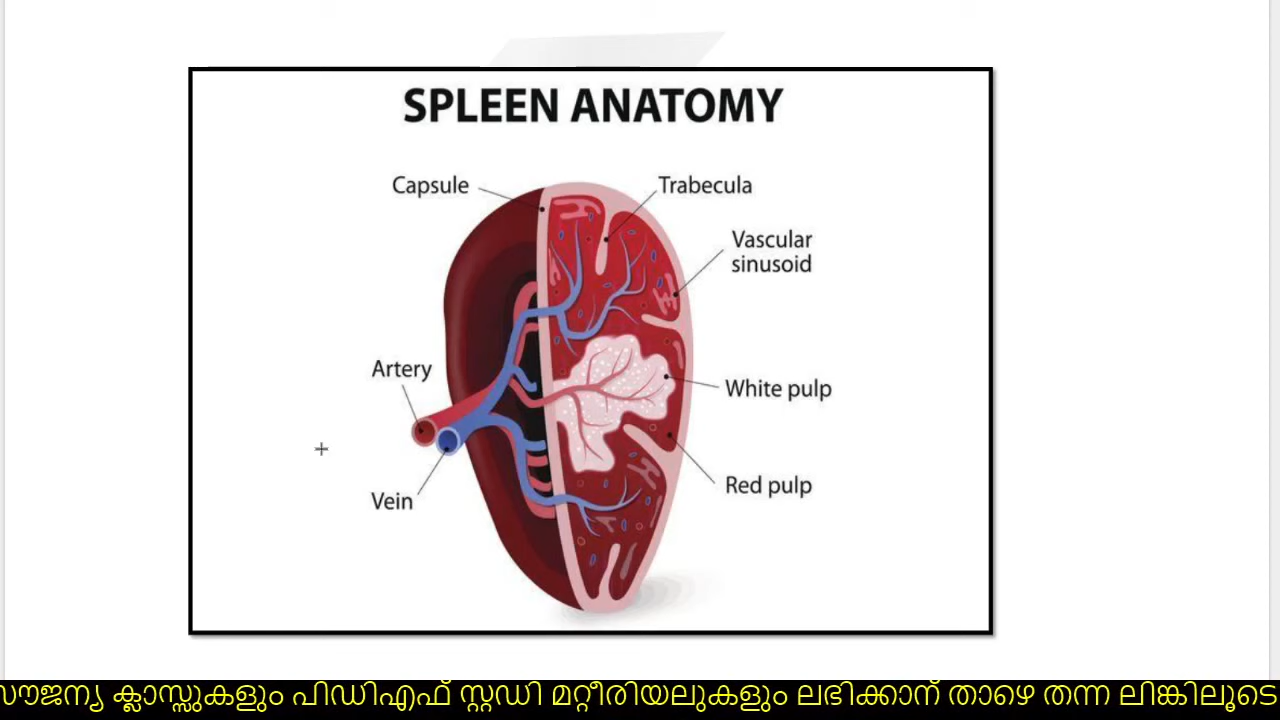 SPLEEN ANATOMY
Capsule
Trabecula
Vascular
sinusoid
Artery
White pulp
Red pulp
Vein
സൗജന്യ ക്ലാസ്സുകളും പിഡിഎഫ് സ്റ്റഡി മറ്റീരിയലുകളും ലഭിക്കാന് താഴെ തന്ന ലിങ്കിലൂടെ